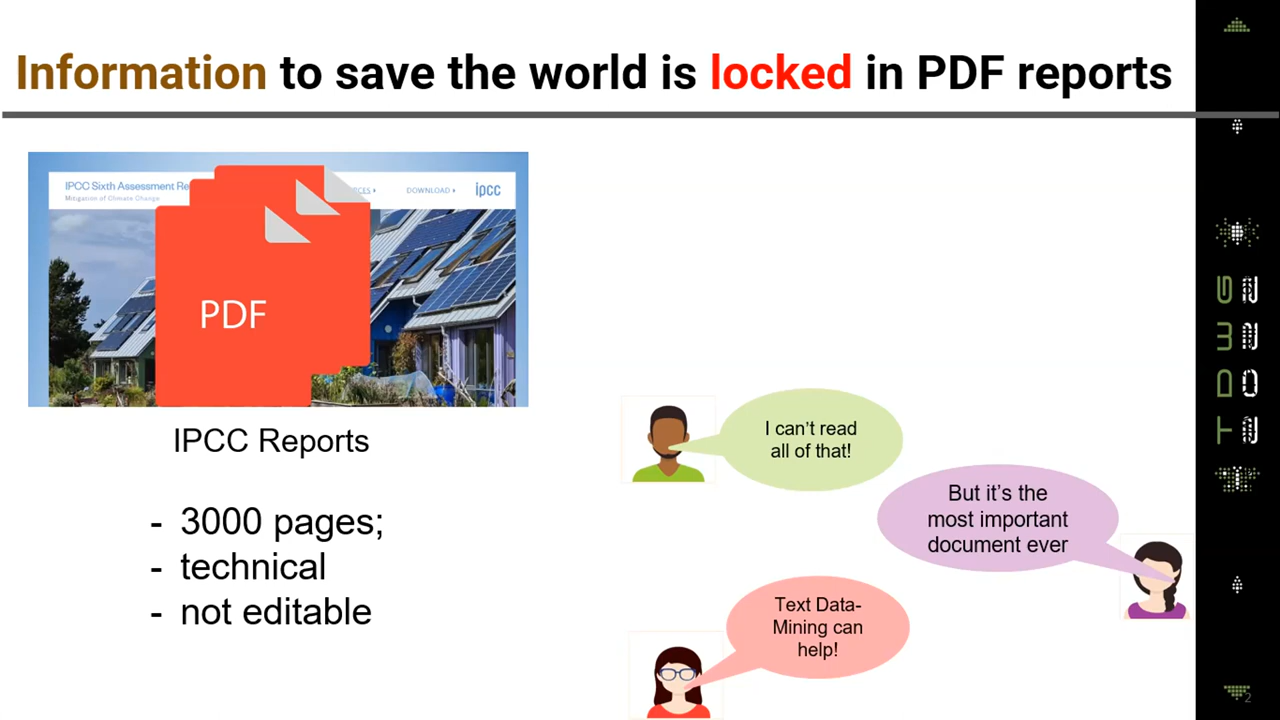 Information to save the world is locked in PDF reports
IPCC Sixth Assessment Re
Mitigation of Climate Change
DOWNLOAD
ipcc
PDF
IPCC Reports
- 3000 pages;
- technical
- not editable
I can't read
all of that!
But it's the
most important
document ever
Text Data-
Mining can
help!
2